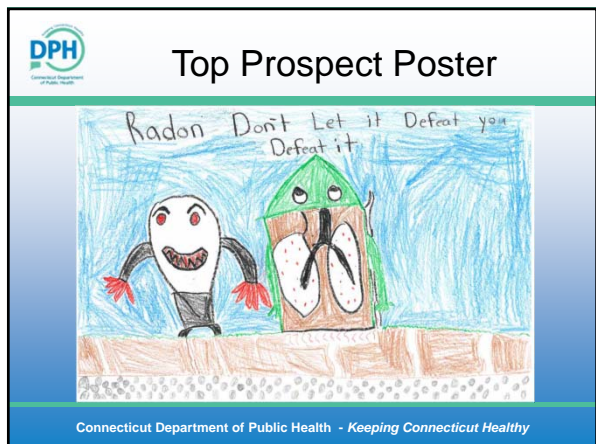 DPH
Connecticut Department
of Public Health
Top Prospect Poster
Radon Don't Let it Defeat you
Defeat it
Connecticut Department of Public Health - Keeping Connecticut Healthy